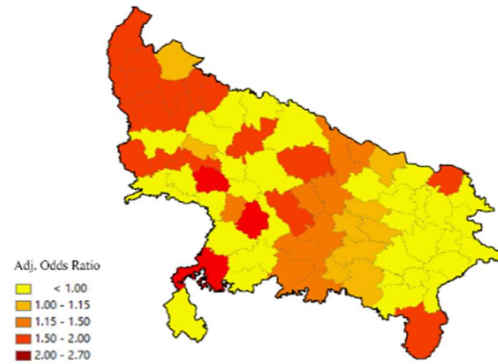 Adj. Odds Ratio
< 1.00
1.00 - 1.15
1.15 - 1.50
1.50 - 2.00
2.00 - 2.70